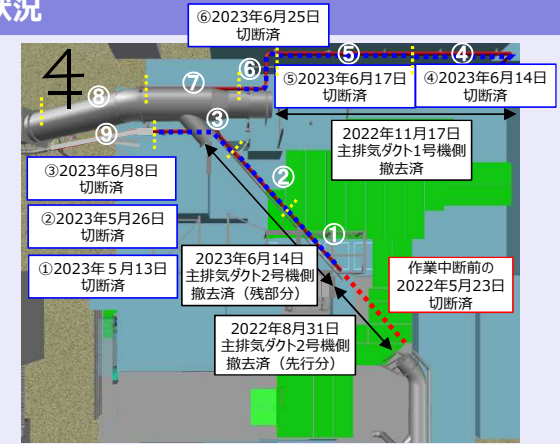 状況
⑥2023年6月25日
切断済
⑤
④
⑥
⑦
⑧
⑨
③
②
①
⑤2023年6月17日
切断済
④2023年6月14日
切断済
2022年11月17日
主排気ダクト1号機側
撤去済
③2023年6月8日
切断済
②2023年5月26日
切断済
①2023年５月13日
切断済
2023年6月14日
主排気ダクト2号機側
撤去済（残部分）
作業中断前の
2022年5月23日
切断済
2022年8月31日
主排気ダクト2号機側
撤去済（先行分）